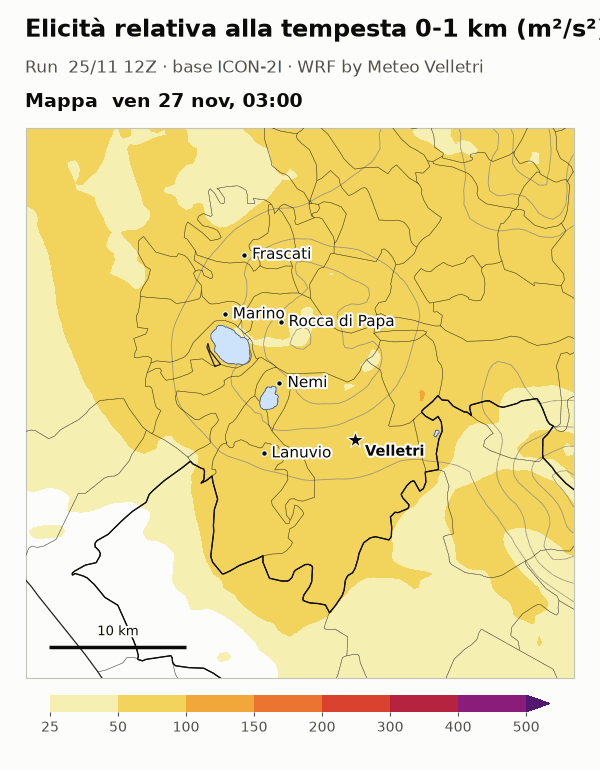 Elicità relativa alla tempesta 0-1 km (m²/s²)
Run 25/11 12Z · base ICON-2I · WRF by Meteo Velletri
Mappa ven 27 nov, 03:00
Frascati
Marino
Rocca di Papa
Nemi
Velletri
Lanuvio
10 km
25 50 100 150 200 300 400 500